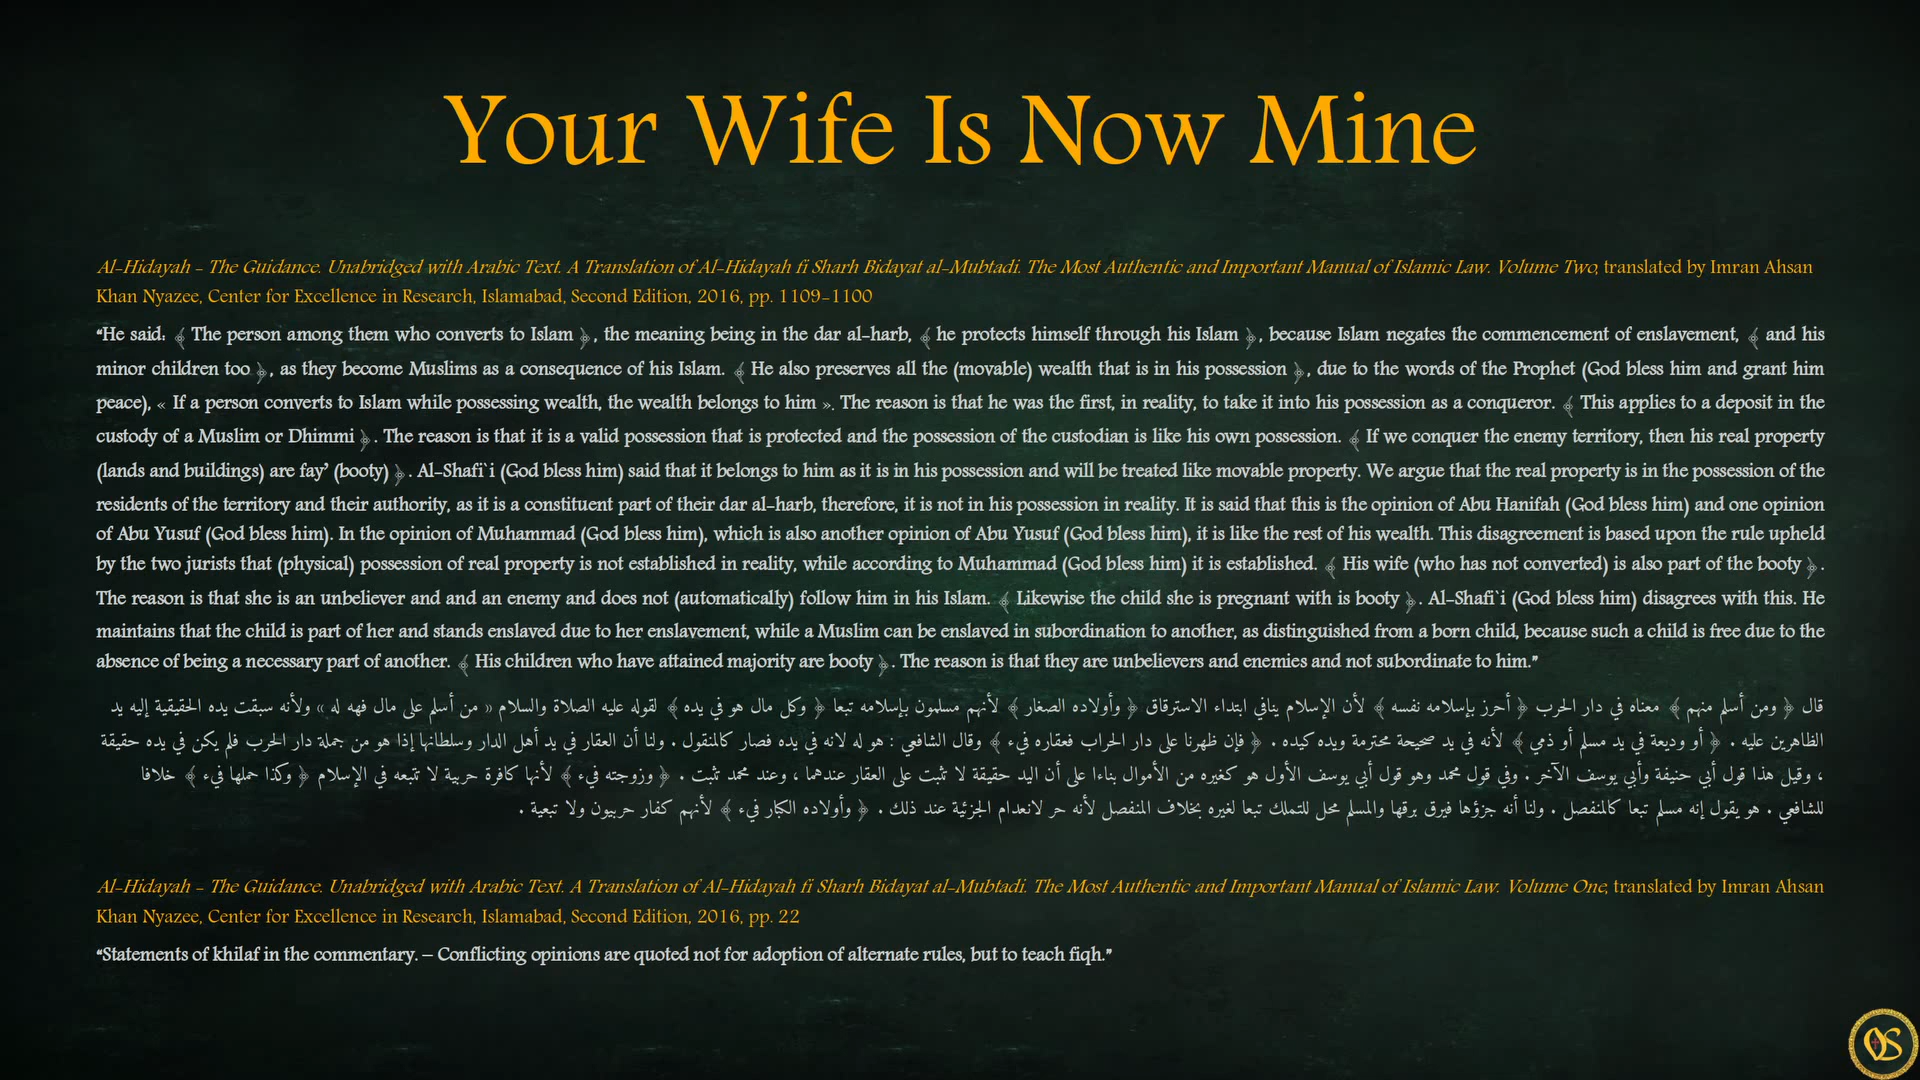 Your Wife Is Now Mine
Al-Hidayah - The Guidance. Unabridged with Arabic Text. A Translation of Al-Hidayah fi Sharh Bidayat al-Mubtadi. The Most Authentic and Important Manual of Islamic Law. Volume Two, translated by Imran Ahsan
Khan Nyazee, Center for Excellence in Research, Islamabad, Second Edition, 2016, pp. 1109-1100
“He said: ﴾ The person among them who converts to Islam ﴿, the meaning being in the dar al-harb, ﴾ he protects himself through his Islam ﴿, because Islam negates the commencement of enslavement, ﴾ and his
minor children too ﴿, as they become Muslims as a consequence of his Islam. ﴾ He also preserves all the (movable) wealth that is in his possession ﴿, due to the words of the Prophet (God bless him and grant him
peace), « If a person converts to Islam while possessing wealth, the wealth belongs to him ». The reason is that he was the first, in reality, to take it into his possession as a conqueror. ﴾ This applies to a deposit in the
custody of a Muslim or Dhimmi ﴿. The reason is that it is a valid possession that is protected and the possession of the custodian is like his own possession. ﴾ If we conquer the enemy territory, then his real property
(lands and buildings) are fay’ (booty) ﴿. Al-Shafi`i (God bless him) said that it belongs to him as it is in his possession and will be treated like movable property. We argue that the real property is in the possession of the
residents of the territory and their authority, as it is a constituent part of their dar al-harb, therefore, it is not in his possession in reality. It is said that this is the opinion of Abu Hanifah (God bless him) and one opinion
of Abu Yusuf (God bless him). In the opinion of Muhammad (God bless him), which is also another opinion of Abu Yusuf (God bless him), it is like the rest of his wealth. This disagreement is based upon the rule upheld
by the two jurists that (physical) possession of real property is not established in reality, while according to Muhammad (God bless him) it is established. ﴾ His wife (who has not converted) is also part of the booty ﴿.
The reason is that she is an unbeliever and and an enemy and does not (automatically) follow him in his Islam. ﴾ Likewise the child she is pregnant with is booty ﴿. Al-Shafi`i (God bless him) disagrees with this. He
maintains that the child is part of her and stands enslaved due to her enslavement, while a Muslim can be enslaved in subordination to another, as distinguished from a born child, because such a child is free due to the
absence of being a necessary part of another. ﴾ His children who have attained majority are booty ﴿. The reason is that they are unbelievers and enemies and not subordinate to him.”
قال ﴿ ومن أسلم منهم ﴾ معناه في دار الحرب ﴿ أحرز بإسلامه نفسه ﴾ لأن الإسلام ينافي ابتداء الاسترقاق ﴿ وأولاده الصغار ﴾ لأنهم مسلمون بإسلامه تبعا ﴿ وكل مال هو في يده ﴾ لقوله عليه الصلاة والسلام « من أسلم على مال فهه له » ولأنه سبقت يده الحقيقية إليه يد
الظاهرين عليه . ﴿ أو وديعة في يد مسلم أو ذمي ﴾ لأنه في يد صحيحة محترمة ويده كيده . ﴿ فإن ظهرنا على دار الحراب فعقاره فيء ﴾ وقال الشافعي : هو له لانه في يده فصار كالمنقول . ولنا أن العقار في يد أهل الدار وسلطانها إذا هو من جملة دار الحرب فلم يكن في يده حقيقة
، وقيل هذا قول أبي حنيفة وأبي يوسف الآخر . وفي قول محمد وهو قول أبي يوسف الأول هو كغيره من الأموال بناءا على أن اليد حقيقة لا تثبت على العقار عندهما ، وعند محمد تثبت . ﴿ وزوجته فيء ﴾ لأنها كافرة حربية لا تتبعه في الإسلام ﴿ وكذا حملها فيء ﴾ خلافا
للشافعي . هو يقول إنه مسلم تبعا كالمنفصل . ولنا أنه جزؤها فيرق برقها والمسلم محل للتملك تبعا لغيره بخلاف المنفصل لأنه حر لانعدام الجزئية عند ذلك . ﴿ وأولاده الكبار فيء ﴾ لأنهم كفار حربيون ولا تبعية .
Al-Hidayah - The Guidance. Unabridged with Arabic Text. A Translation of Al-Hidayah fi Sharh Bidayat al-Mubtadi. The Most Authentic and Important Manual of Islamic Law. Volume One, translated by Imran Ahsan
Khan Nyazee, Center for Excellence in Research, Islamabad, Second Edition, 2016, pp. 22
“Statements of khilaf in the commentary. – Conflicting opinions are quoted not for adoption of alternate rules, but to teach fiqh.”